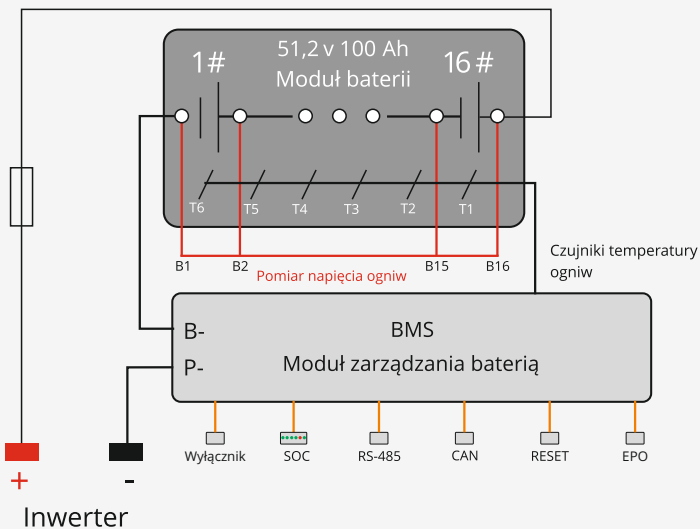 51,2 v 100 Ah
1#
16 #
Moduł baterii
T6
T5
T4
T3
T2
T1
B1
B2
B15
B16
Pomiar napięcia ogniw
Czujniki temperatury
ogniw
B-
BMS
P-
Moduł zarządzania baterią
Wyłącznik
SOC
RS-485
CAN
RESET
EPO
+
-
Inwerter